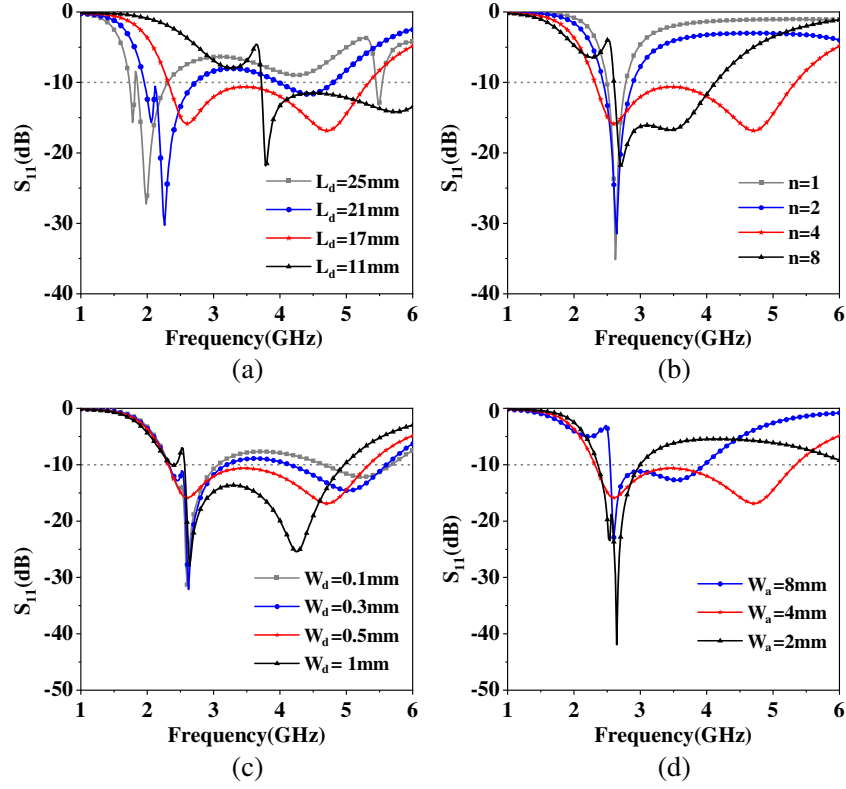 0
-10
-20
-30
-40
S11(dB)
1 2 3 4 5 6
Frequency(GHz)
Ld=25mm
Ld=21mm
Ld=17mm
Ld=11mm
(a)
0
-10
-20
-30
-40
S11(dB)
1 2 3 4 5 6
Frequency(GHz)
n=1
n=2
n=4
n=8
(b)
0
-10
-20
-30
-40
-50
S11(dB)
1 2 3 4 5 6
Frequency(GHz)
Wd=0.1mm
Wd=0.3mm
Wd=0.5mm
Wd= 1mm
(c)
0
-10
-20
-30
-40
-50
S11(dB)
1 2 3 4 5 6
Frequency(GHz)
Wa=8mm
Wa=4mm
Wa=2mm
(d)